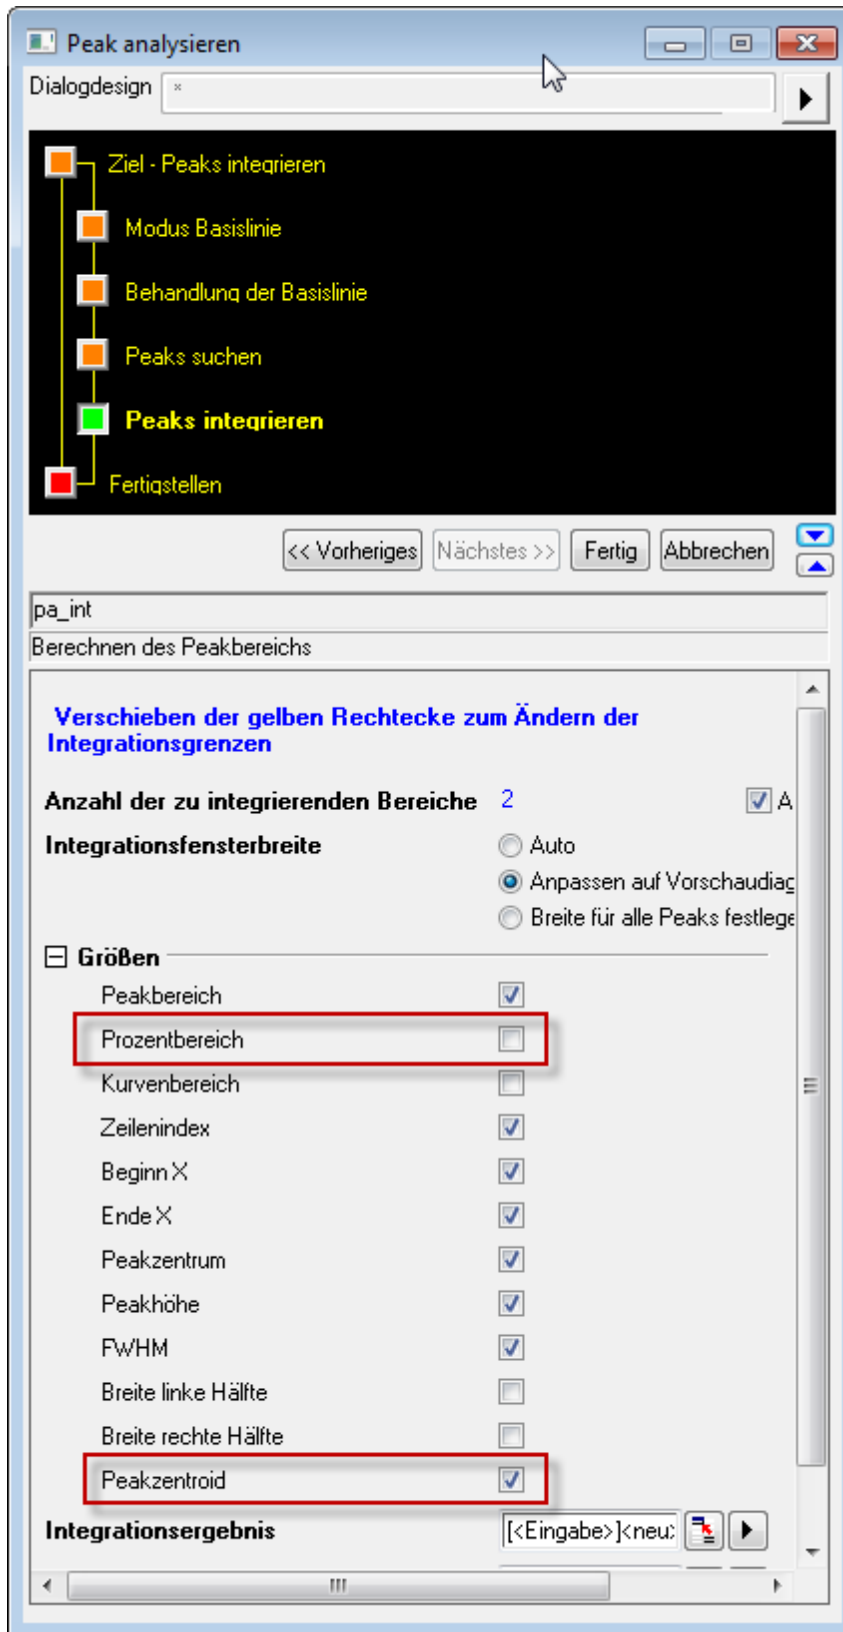 Peak analysieren
Dialogdesign *
Ziel - Peaks integrieren
Modus Basislinie
Behandlung der Basislinie
Peaks suchen
Peaks integrieren
Fertigstellen
<< Vorheriges Nächstes >> Fertig Abbrechen
pa_int
Berechnen des Peakbereichs
Verschieben der gelben Rechtecke zum Ändern der
Integrationsgrenzen
Anzahl der zu integrierenden Bereiche 2 A
Integrationsfensterbreite Auto
Anpassen auf Vorschaudiag
Breite für alle Peaks festlege
Größen
Peakbereich
Prozentbereich
Kurvenbereich
Zeilenindex
Beginn X
Ende X
Peakzentrum
Peakhöhe
FWHM
Breite linke Hälfte
Breite rechte Hälfte
Peakzentroid
Integrationsergebnis [<Eingabe>]<neu>